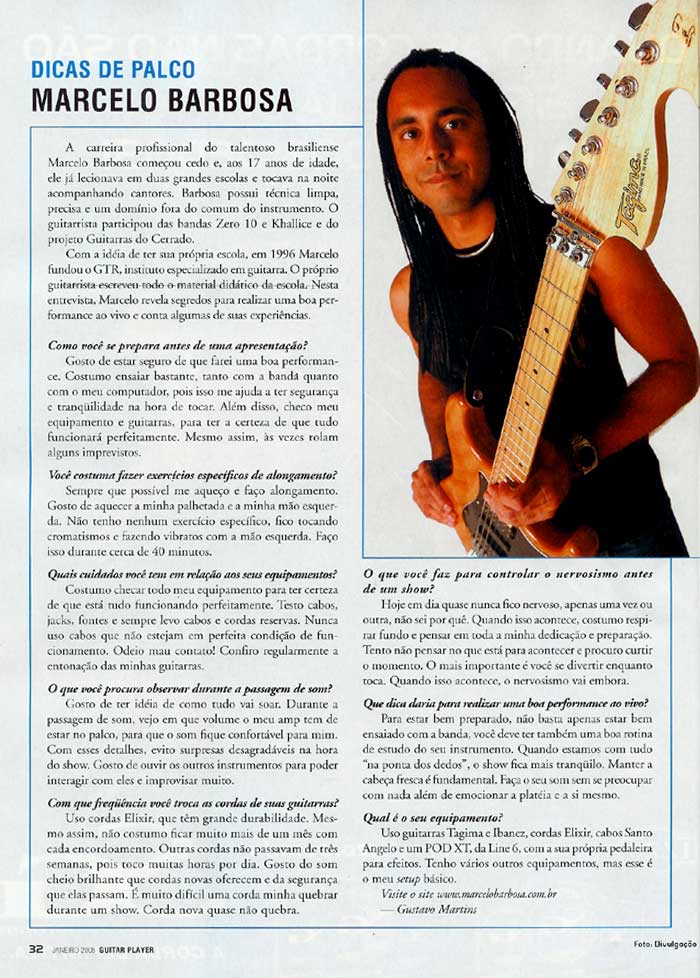 DICAS DE PALCO
MARCELO BARBOSA
A carreira profissional do talentoso brasiliense
Marcelo Barbosa começou cedo e, aos 17 anos de idade,
ele já lecionava em duas grandes escolas e tocava na noite
acompanhando cantores. Barbosa possui técnica limpa,
precisa e um domínio fora do comum do instrumento. O
guitarrista participou das bandas Zero 10 e Khallice e do
projeto Guitarras do Cerrado.
Com a idéia de ter sua própria escola, em 1996 Marcelo
fundou o GTR, instituto especializado em guitarra. O próprio
guitarrista escreveu todo o material didático da escola. Nesta
entrevista, Marcelo revela segredos para realizar uma boa per-
formance ao vivo e conta algumas de suas experiências.
Como você se prepara antes de uma apresentação?
Gosto de estar seguro de que farei uma boa performan-
ce. Costumo ensaiar bastante, tanto com a banda quanto
com o meu computador, pois isso me ajuda a ter segurança
e tranqüilidade na hora de tocar. Além disso, checo meu
equipamento e guitarras, para ter a certeza de que tudo
funcionará perfeitamente. Mesmo assim, às vezes rolam
alguns imprevistos.
Você costuma fazer exercícios específicos de alongamento?
Sempre que possível me aqueço e faço alongamento.
Gosto de aquecer a minha palhetada e a minha mão esquer-
da. Não tenho nenhum exercício específico, fico tocando
cromatismos e fazendo vibratos com a mão esquerda. Faço
isso durante cerca de 40 minutos.
Quais cuidados você tem em relação aos seus equipamentos?
Costumo checar todo meu equipamento para ter certeza
de que está tudo funcionando perfeitamente. Testo cabos,
jacks, fontes e sempre levo cabos e cordas reservas. Nunca
uso cabos que não estejam em perfeita condição de fun-
cionamento. Odeio mau contato! Confiro regularmente a
entonação das minhas guitarras.
O que você procura observar durante a passagem de som?
Gosto de ter idéia de como tudo vai soar. Durante a
passagem de som, vejo em que volume o meu amp tem de
estar no palco, para que o som fique confortável para mim.
Com esses detalhes, evito surpresas desagradáveis na hora
do show. Gosto de ouvir os outros instrumentos para poder
interagir com eles e improvisar muito.
Com que freqüência você troca as cordas de suas guitarras?
Uso cordas Elixir, que têm grande durabilidade. Mes-
mo assim, não costumo ficar muito mais de um mês com
cada encordoamento. Outras cordas não passavam de três
semanas, pois toco muitas horas por dia. Gosto do som
cheio brilhante que cordas novas oferecem e da segurança
que elas passam. É muito difícil uma corda minha quebrar
durante um show. Corda nova quase não quebra.
Tagima
O que você faz para controlar o nervosismo antes
de um show?
Hoje em dia quase nunca fico nervoso, apenas uma vez ou
outra, não sei por quê. Quando isso acontece, costumo respi-
rar fundo e pensar em toda a minha dedicação e preparação.
Tento não pensar no que está para acontecer e procuro curtir
o momento. O mais importante é você se divertir enquanto
toca. Quando isso acontece, o nervosismo vai embora.
Que dica daria para realizar uma boa performance ao vivo?
Para estar bem preparado, não basta apenas estar bem
ensaiado com a banda, você deve ter também uma boa rotina
de estudo do seu instrumento. Quando estamos com tudo
"na ponta dos dedos", o show fica mais tranqüilo. Manter a
cabeça fresca é fundamental. Faça o seu som sem se preocupar
com nada além de emocionar a platéia e a si mesmo.
Qual é o seu equipamento?
Uso guitarras Tagima e Ibanez, cordas Elixir, cabos Santo
Angelo e um POD XT, da Line 6, com a sua própria pedaleira
para efeitos. Tenho vários outros equipamentos, mas esse é
o meu setup básico.
Visite o site www.marcelobarbosa.com.br
— Gustavo Martins
32 JANEIRO 2005 GUITAR PLAYER
Foto: Divulgação